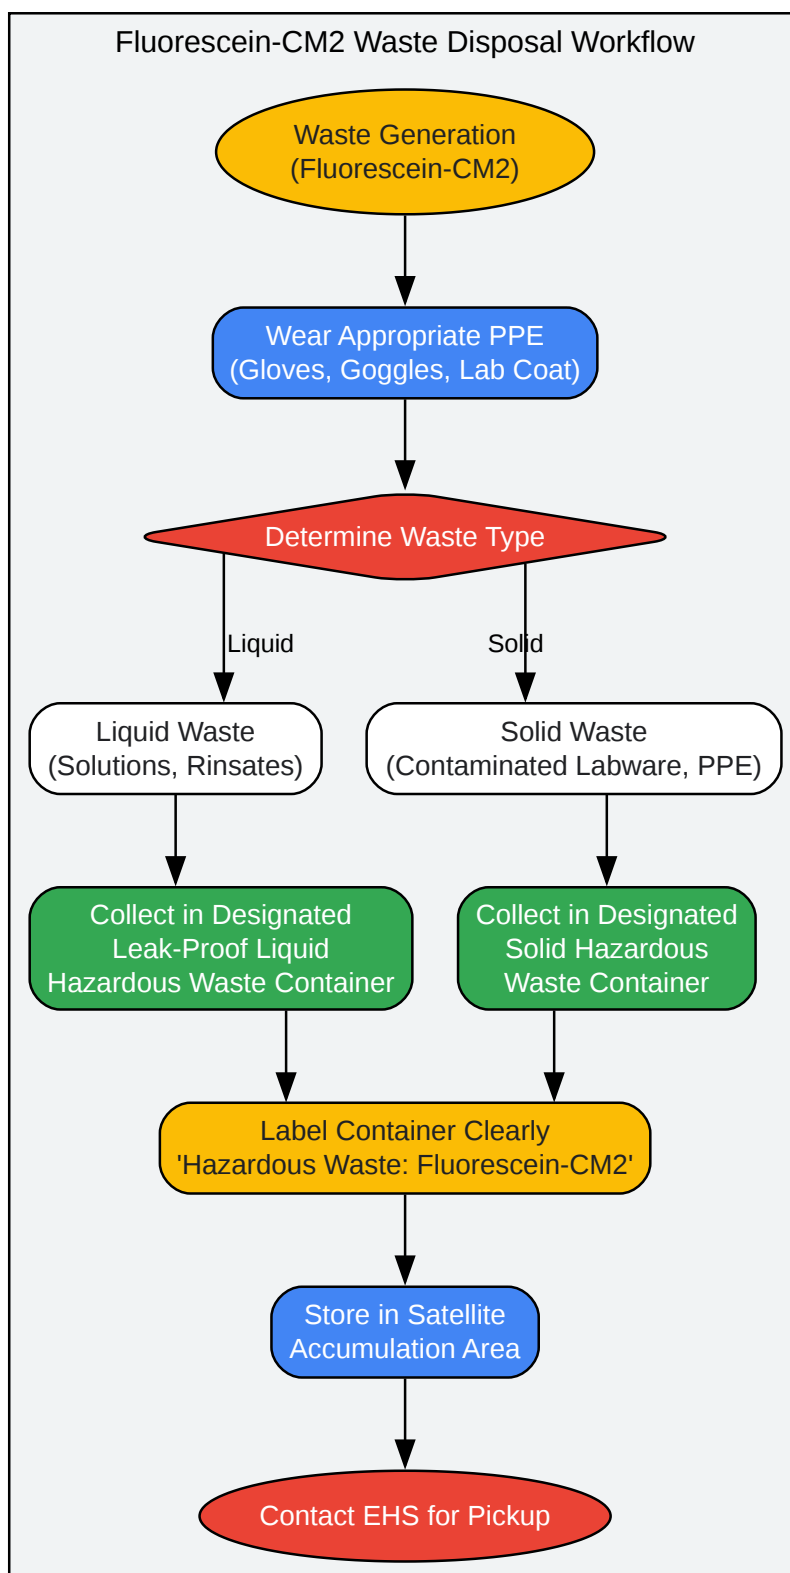 Fluorescein-CM2 Waste Disposal Workflow
Waste Generation
(Fluorescein-CM2)
Wear Appropriate PPE
(Gloves, Goggles, Lab Coat)
Determine Waste Type
Liquid
Solid
Liquid Waste
(Solutions, Rinsates)
Solid Waste
(Contaminated Labware, PPE)
Collect in Designated
Leak-Proof Liquid
Hazardous Waste Container
Collect in Designated
Solid Hazardous
Waste Container
Label Container Clearly
'Hazardous Waste: Fluorescein-CM2'
Store in Satellite
Accumulation Area
Contact EHS for Pickup